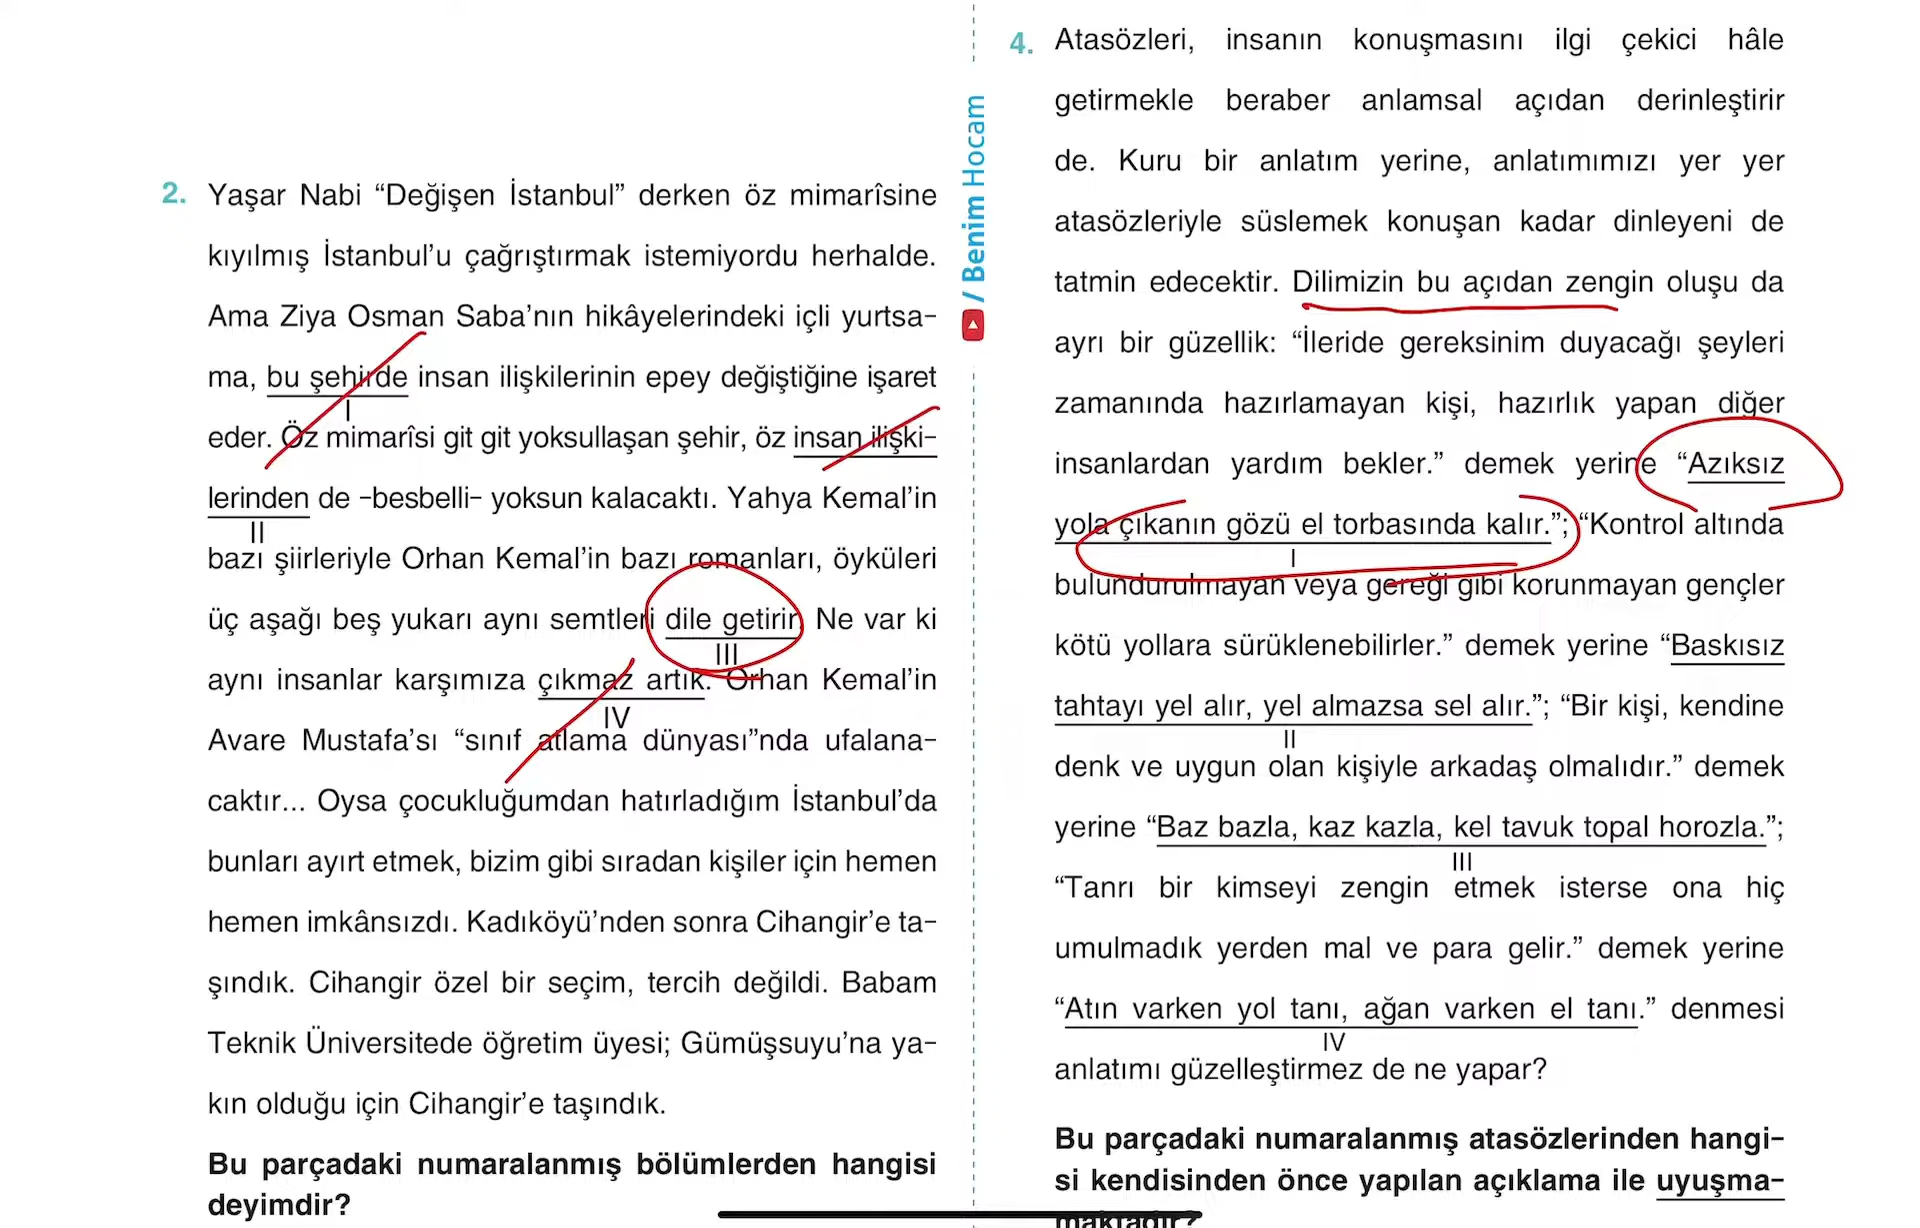 2. Yaşar Nabi “Değişen İstanbul” derken öz mimarîsine
kıyılmış İstanbul’u çağrıştırmak istemiyordu herhalde.
Ama Ziya Osman Saba’nın hikâyelerindeki içli yurtsa-
ma, bu şehirde insan ilişkilerinin epey değiştiğine işaret
I
eder. Öz mimarîsi git git yoksullaşan şehir, öz insan ilişki-
lerinden de -besbelli- yoksun kalacaktı. Yahya Kemal’in
II
bazı şiirleriyle Orhan Kemal’in bazı romanları, öyküleri
üç aşağı beş yukarı aynı semtleri dile getirir. Ne var ki
III
aynı insanlar karşımıza çıkmaz artık. Orhan Kemal’in
IV
Avare Mustafa’sı “sınıf atlama dünyası”nda ufalana-
caktır... Oysa çocukluğumdan hatırladığım İstanbul’da
bunları ayırt etmek, bizim gibi sıradan kişiler için hemen
hemen imkânsızdı. Kadıköyü’nden sonra Cihangir’e ta-
şındık. Cihangir özel bir seçim, tercih değildi. Babam
Teknik Üniversitede öğretim üyesi; Gümüşsuyu’na ya-
kın olduğu için Cihangir’e taşındık.
Bu parçadaki numaralanmış bölümlerden hangisi
deyimdir?
/ Benim Hocam
4. Atasözleri, insanın konuşmasını ilgi çekici hâle
getirmekle beraber anlamsal açıdan derinleştirir
de. Kuru bir anlatım yerine, anlatımımızı yer yer
atasözleriyle süslemek konuşan kadar dinleyeni de
tatmin edecektir. Dilimizin bu açıdan zengin oluşu da
ayrı bir güzellik: “İleride gereksinim duyacağı şeyleri
zamanında hazırlamayan kişi, hazırlık yapan diğer
insanlardan yardım bekler.” demek yerine “Azıksız
yola çıkanın gözü el torbasında kalır.”; “Kontrol altında
I
bulundurulmayan veya gereği gibi korunmayan gençler
kötü yollara sürüklenebilirler.” demek yerine “Baskısız
tahtayı yel alır, yel almazsa sel alır.”; “Bir kişi, kendine
II
denk ve uygun olan kişiyle arkadaş olmalıdır.” demek
yerine “Baz bazla, kaz kazla, kel tavuk topal horozla.”;
III
“Tanrı bir kimseyi zengin etmek isterse ona hiç
umulmadık yerden mal ve para gelir.” demek yerine
“Atın varken yol tanı, ağan varken el tanı.” denmesi
IV
anlatımı güzelleştirmez de ne yapar?
Bu parçadaki numaralanmış atasözlerinden hangi-
si kendisinden önce yapılan açıklama ile uyuşma-
maktadır?